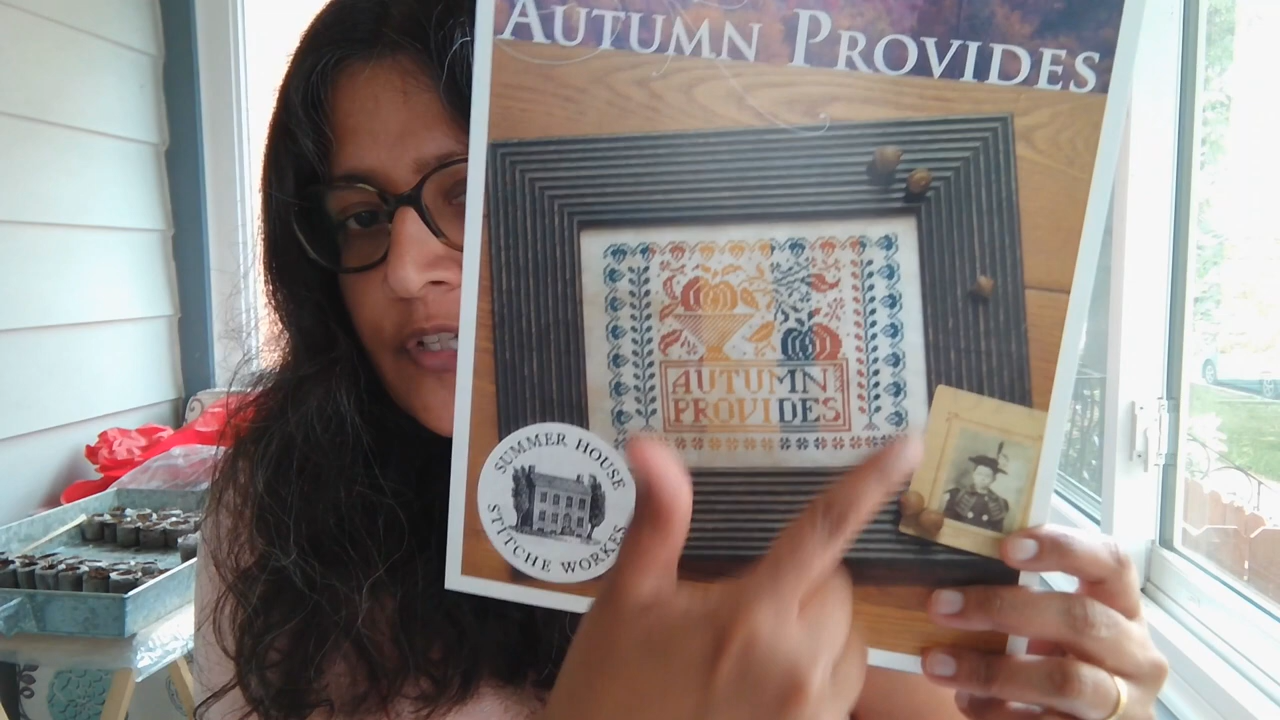 AUTUMN PROVIDES
AUTUMN
PROVIDES
SUMMER HOUSE
STITCHE WORKES